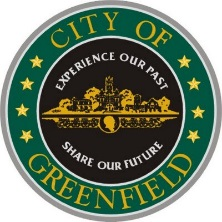 CITY OF
EXPERIENCE OUR PAST
SHARE OUR FUTURE
GREENFIELD